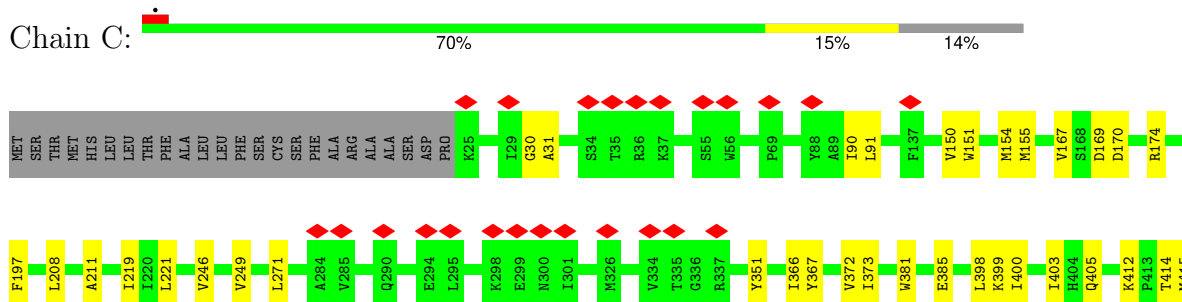 Chain C:
70% 15% 14%
MET SER THR MET HIS LEU LEU THR PHE ALA LEU LEU PHE SER CYS SER PHE ALA ARG ALA ALA SER ASP PRO K25 I29 G30 A31 S34 T35 R36 K37 S55 W56 P69 Y88 A89 I90 L91 F137 V150 W151 M154 M155 V167 S168 D169 D170 R174
F197 L208 A211 I219 I220 L221 V246 V249 L271 A284 V285 Q290 E294 L295 K298 E299 N300 I301 M326 V334 T335 G336 R337 Y351 I366 Y367 V372 I373 W381 E385 L398 K399 I400 I403 H404 Q405 K412 P413 T414